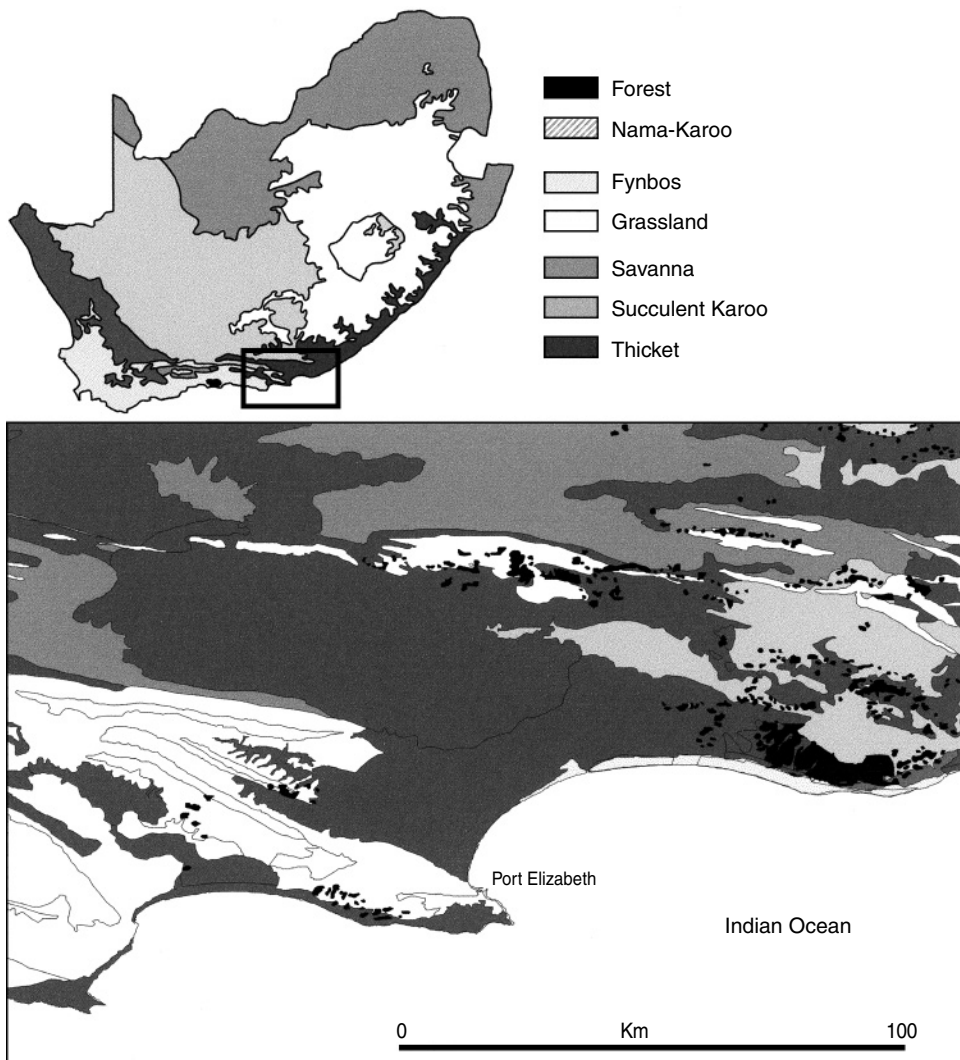 Forest
Nama-Karoo
Fynbos
Grassland
Savanna
Succulent Karoo
Thicket
Port Elizabeth
Indian Ocean
0 Km 100